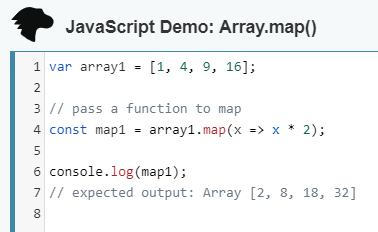 JavaScript Demo: Array.map()
1 var array1 = [1, 4, 9, 16];
2
3 // pass a function to map
4 const map1 = array1.map(x => x * 2);
5
6 console.log(map1);
7 // expected output: Array [2, 8, 18, 32]
8